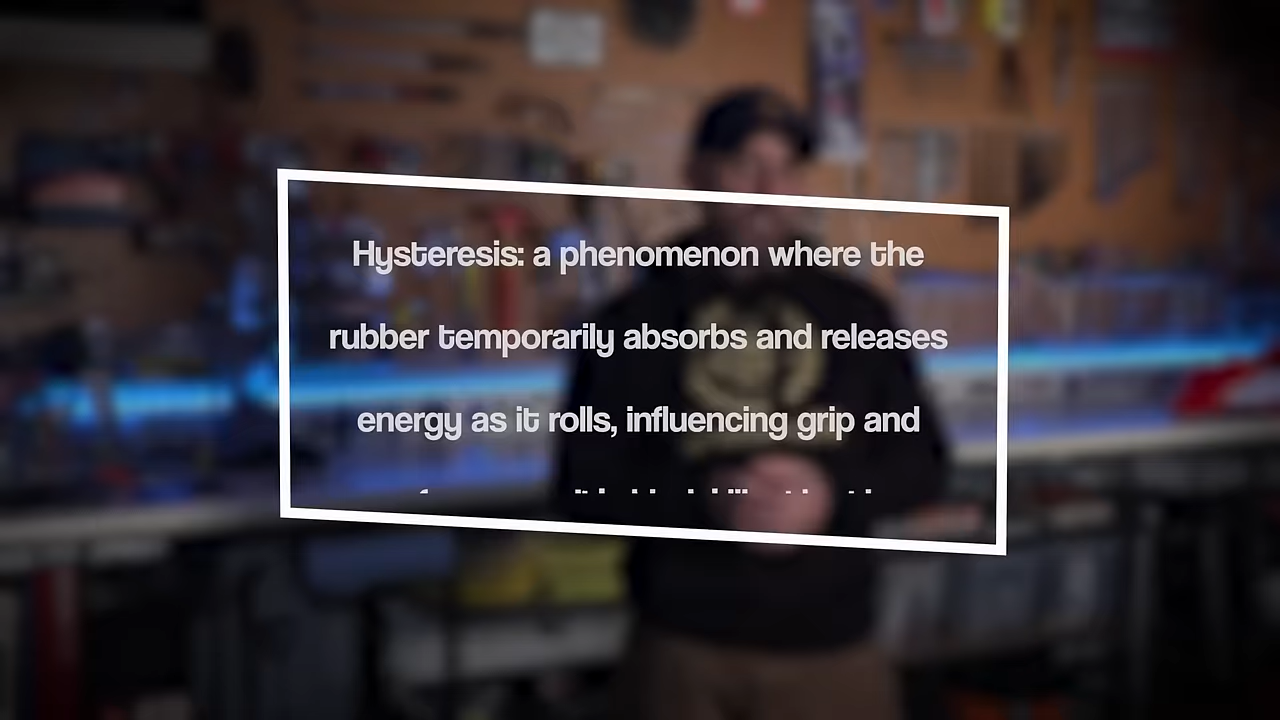 Hysteresis: a phenomenon where the
rubber temporarily absorbs and releases
energy as it rolls, influencing grip and